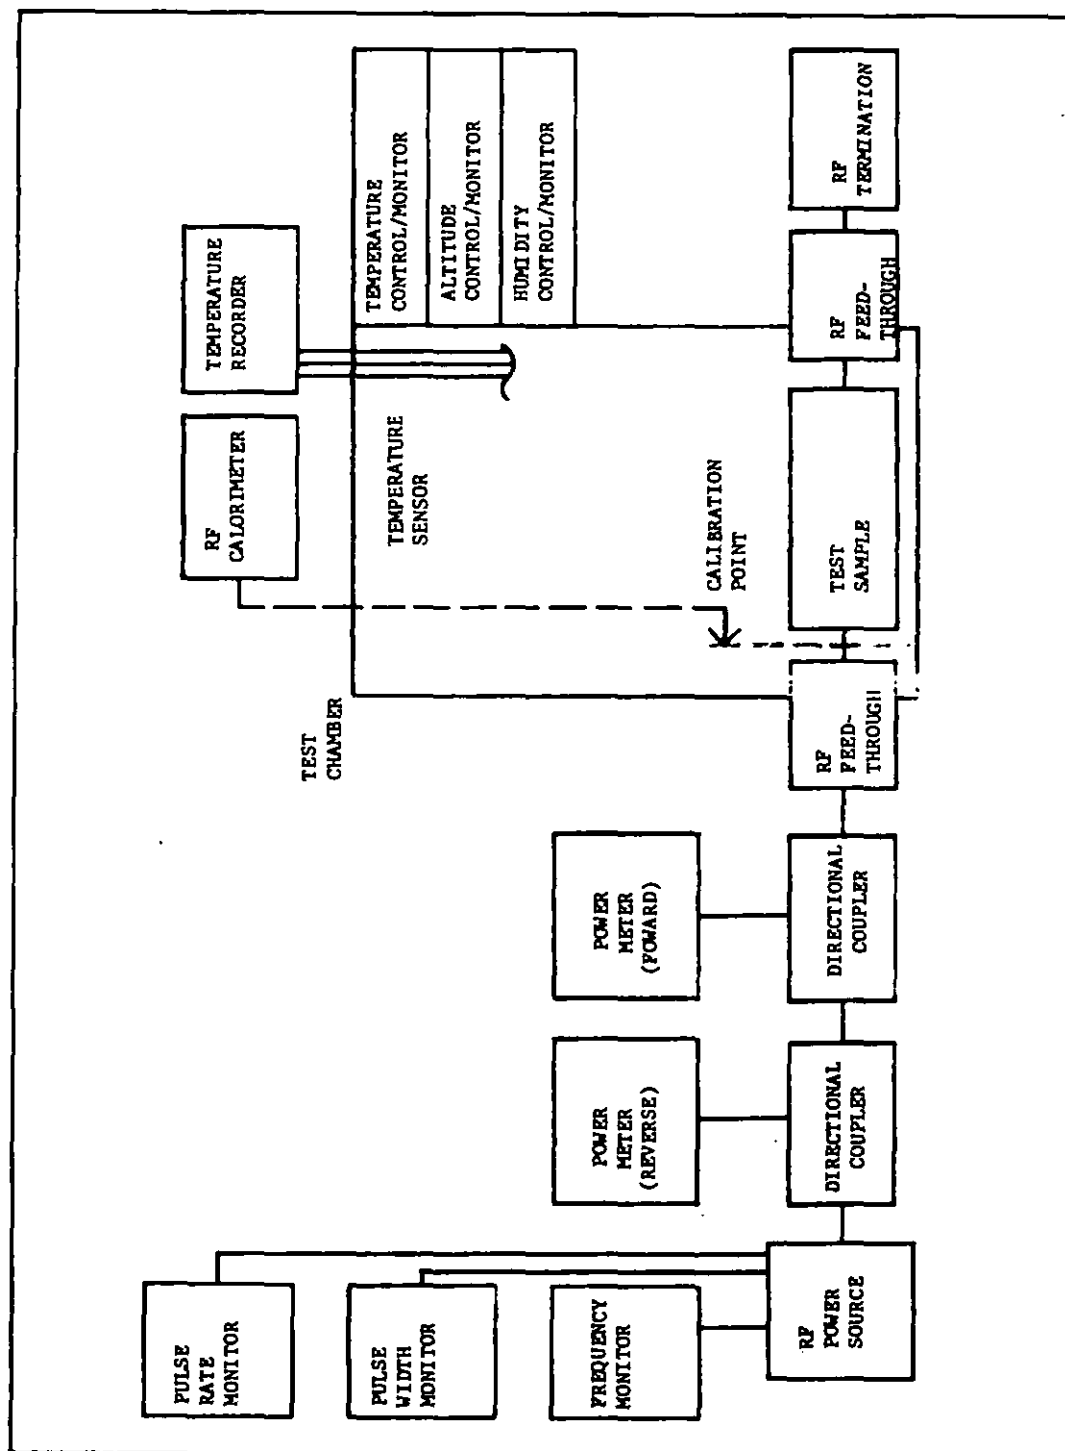 PULSE
RATE
MONITOR
PULSE
WIDTH
MONITOR
FREQUENCY
MONITOR
RF
POWER
SOURCE
POWER
METER
(REVERSE)
DIRECTIONAL
COUPLER
POWER
METER
(FOWARD)
DIRECTIONAL
COUPLER
TEST
CHAMBER
RF
FEED-
THROUGH
RF
CALORIMETER
TEMPERATURE
RECORDER
TEMPERATURE
SENSOR
CALIBRATION
POINT
TEST
SAMPLE
TEMPERATURE
CONTROL/MONITOR
ALTITUDE
CONTROL/MONITOR
HUMIDITY
CONTROL/MONITOR
RF
FEED-
THROUGH
RF
TERMINATION